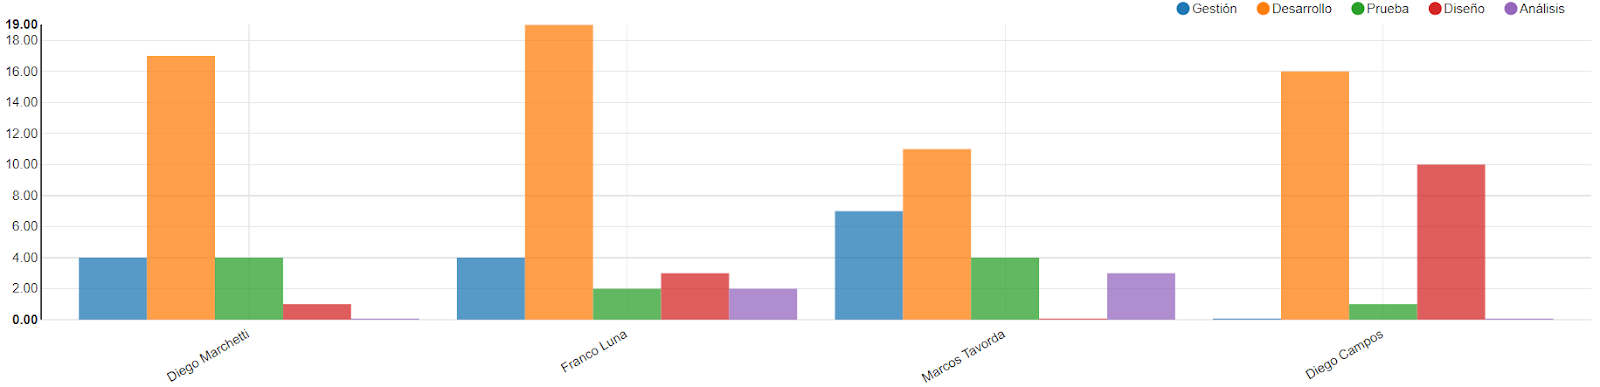 Gestión Desarrollo Prueba Diseño Análisis
19.00
18.00
16.00
14.00
12.00
10.00
8.00
6.00
4.00
2.00
0.00
Diego Marchetti
Franco Luna
Marcos Tavorda
Diego Campos